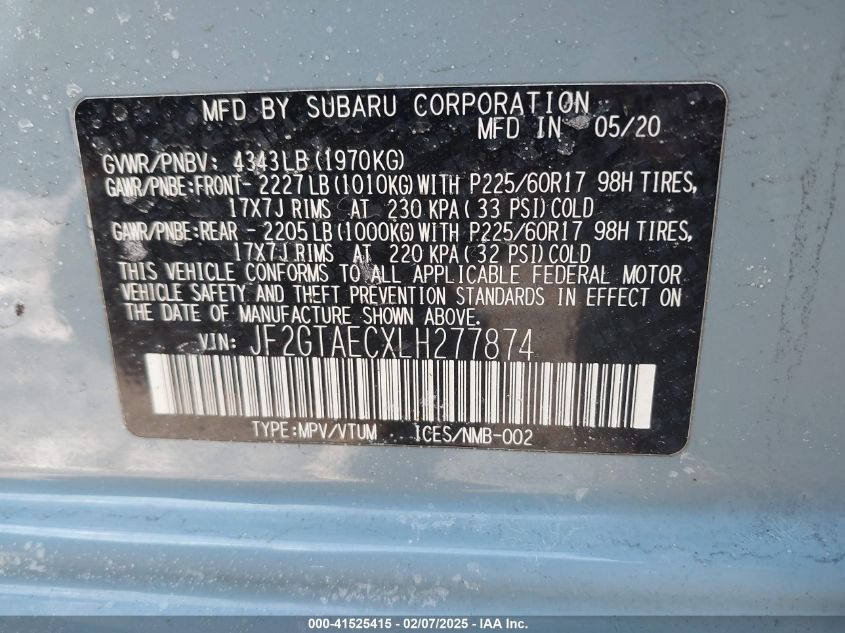 MFD BY SUBARU CORPORATION
MFD IN 05/20
GVWR/PNBV: 4343LB(1970KG)
GAWR/PNBE:FRONT- 2227LB(1010KG)WITH P225/60R17 98H TIRES,
17X7J RIMS AT 230 KPA(33 PSI)COLD
GAWR/PNBE:REAR - 2205LB(1000KG)WITH P225/60R17 98H TIRES,
17X7J RIMS AT 220 KPA(32 PSI)COLD
THIS VEHICLE CONFORMS TO ALL APPLICABLE FEDERAL MOTOR
VEHICLE SAFETY AND THEFT PREVENTION STANDARDS IN EFFECT ON
THE DATE OF MANUFACTURE SHOWN ABOVE.
VIN: JF2GTAECXLH277874
TYPE:MPV/VTUM ICES/NMB-002
000-41525415 - 02/07/2025 - IAA Inc.